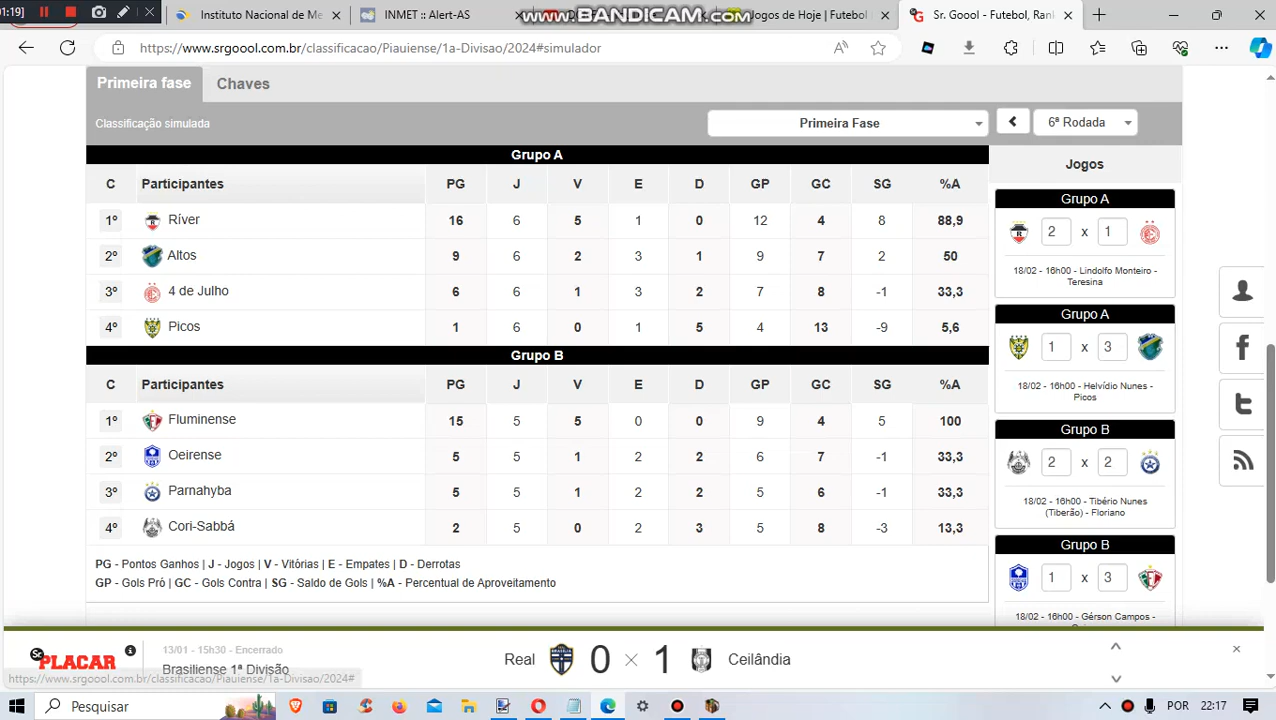 :01:19
Instituto Nacional de Me
INMET :: Alert-AS
www.BANDICAM.com
Jogos de Hoje | Futebol
Sr. Goool - Futebol, Ran
https://www.srgoool.com.br/classificacao/Piauiense/1a-Divisao/2024#simulador
Primeira fase
Chaves
Classificação simulada
Primeira Fase
6ª Rodada
Grupo A
C Participantes PG J V E D GP GC SG %A
1º Ríver 16 6 5 1 0 12 4 8 88,9
2º Altos 9 6 2 3 1 9 7 2 50
3º 4 de Julho 6 6 1 3 2 7 8 -1 33,3
4º Picos 1 6 0 1 5 4 13 -9 5,6
Grupo B
C Participantes PG J V E D GP GC SG %A
1º Fluminense 15 5 5 0 0 9 4 5 100
2º Oeirense 5 5 1 2 2 6 7 -1 33,3
3º Parnahyba 5 5 1 2 2 5 6 -1 33,3
4º Cori-Sabbá 2 5 0 2 3 5 8 -3 13,3
PG - Pontos Ganhos | J - Jogos | V - Vitórias | E - Empates | D - Derrotas
GP - Gols Pró | GC - Gols Contra | SG - Saldo de Gols | %A - Percentual de Aproveitamento
Jogos
Grupo A
2 x 1
18/02 - 16h00 - Lindolfo Monteiro -
Teresina
Grupo A
1 x 3
18/02 - 16h00 - Helvídio Nunes -
Picos
Grupo B
2 x 2
18/02 - 16h00 - Tibério Nunes
(Tiberão) - Floriano
Grupo B
1 x 3
18/02 - 16h00 - Gérson Campos -
Sr. PLACAR
13/01 - 15h30 - Encerrado
Brasiliense 1ª Divisão
Real 0 × 1 Ceilândia
https://www.srgoool.com.br/classificacao/Piauiense/1a-Divisao/2024#
Pesquisar
POR
22:17